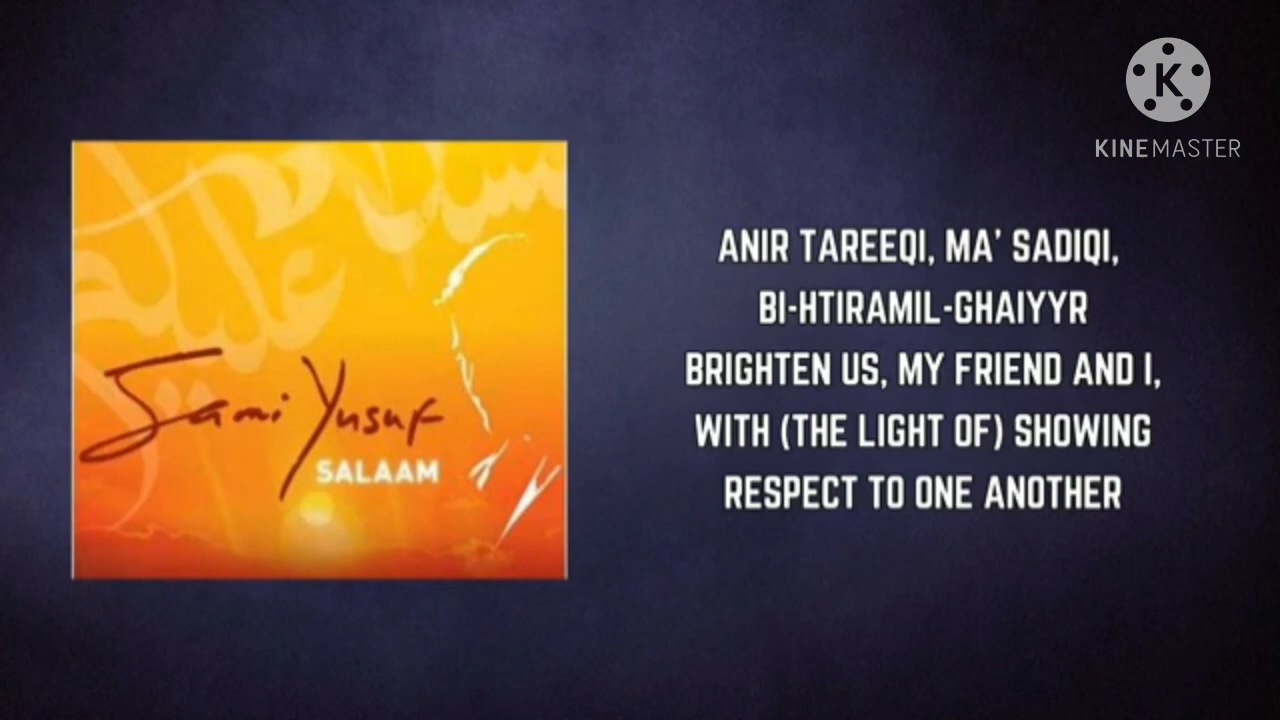 KINEMASTER
Sami Yusuf
SALAAM
ANIR TAREEQI, MA' SADIQI,
BI-HTIRAMIL-GHAIYYR
BRIGHTEN US, MY FRIEND AND I,
WITH (THE LIGHT OF) SHOWING
RESPECT TO ONE ANOTHER